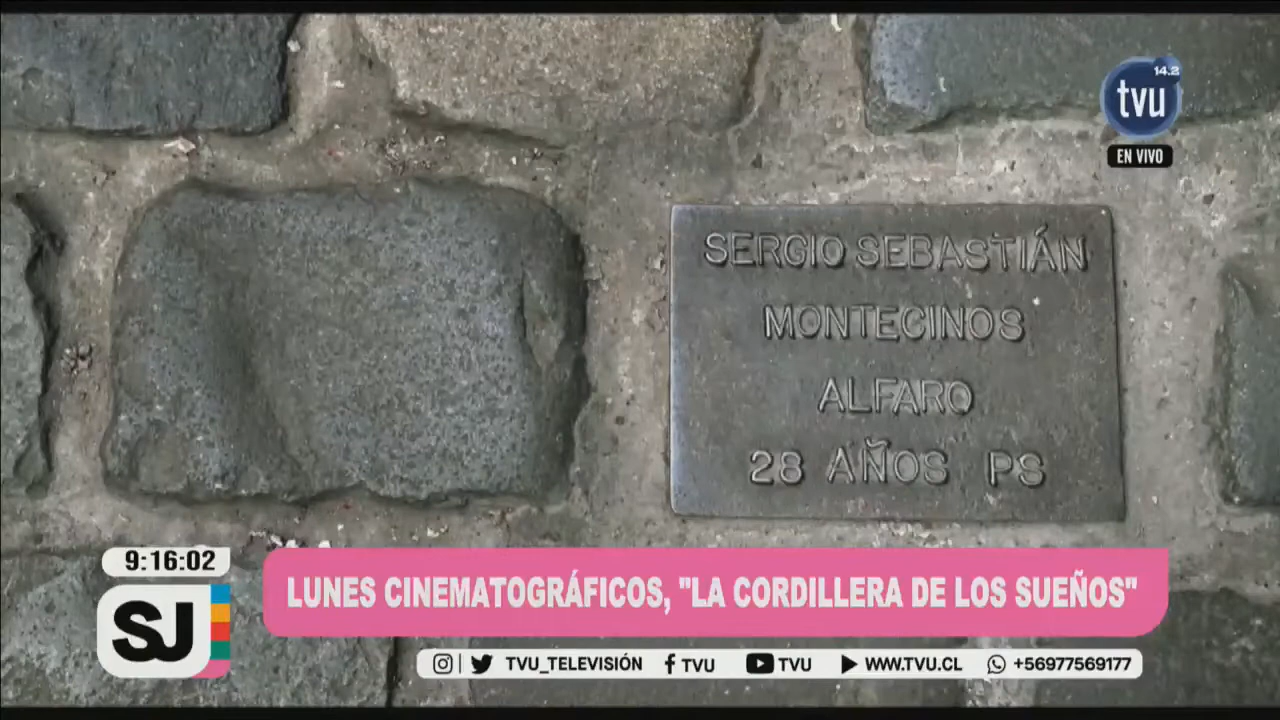 14.2
tvu
EN VIVO
SERGIO SEBASTIÁN
MONTECINOS
ALFARO
28 AÑOS PS
9:16:02
SJ
LUNES CINEMATOGRÁFICOS, "LA CORDILLERA DE LOS SUEÑOS"
TVU_TELEVISIÓN TVU TVU WWW.TVU.CL +56977569177